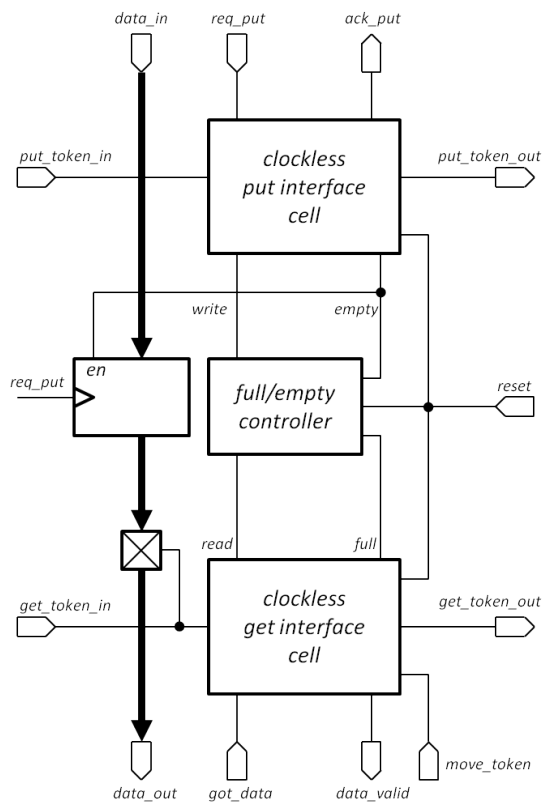 data_in
req_put
ack_put
put_token_in
clockless
put interface
cell
put_token_out
write
empty
en
req_put
full/empty
controller
reset
read
full
get_token_in
clockless
get interface
cell
get_token_out
data_out
got_data
data_valid
move_token